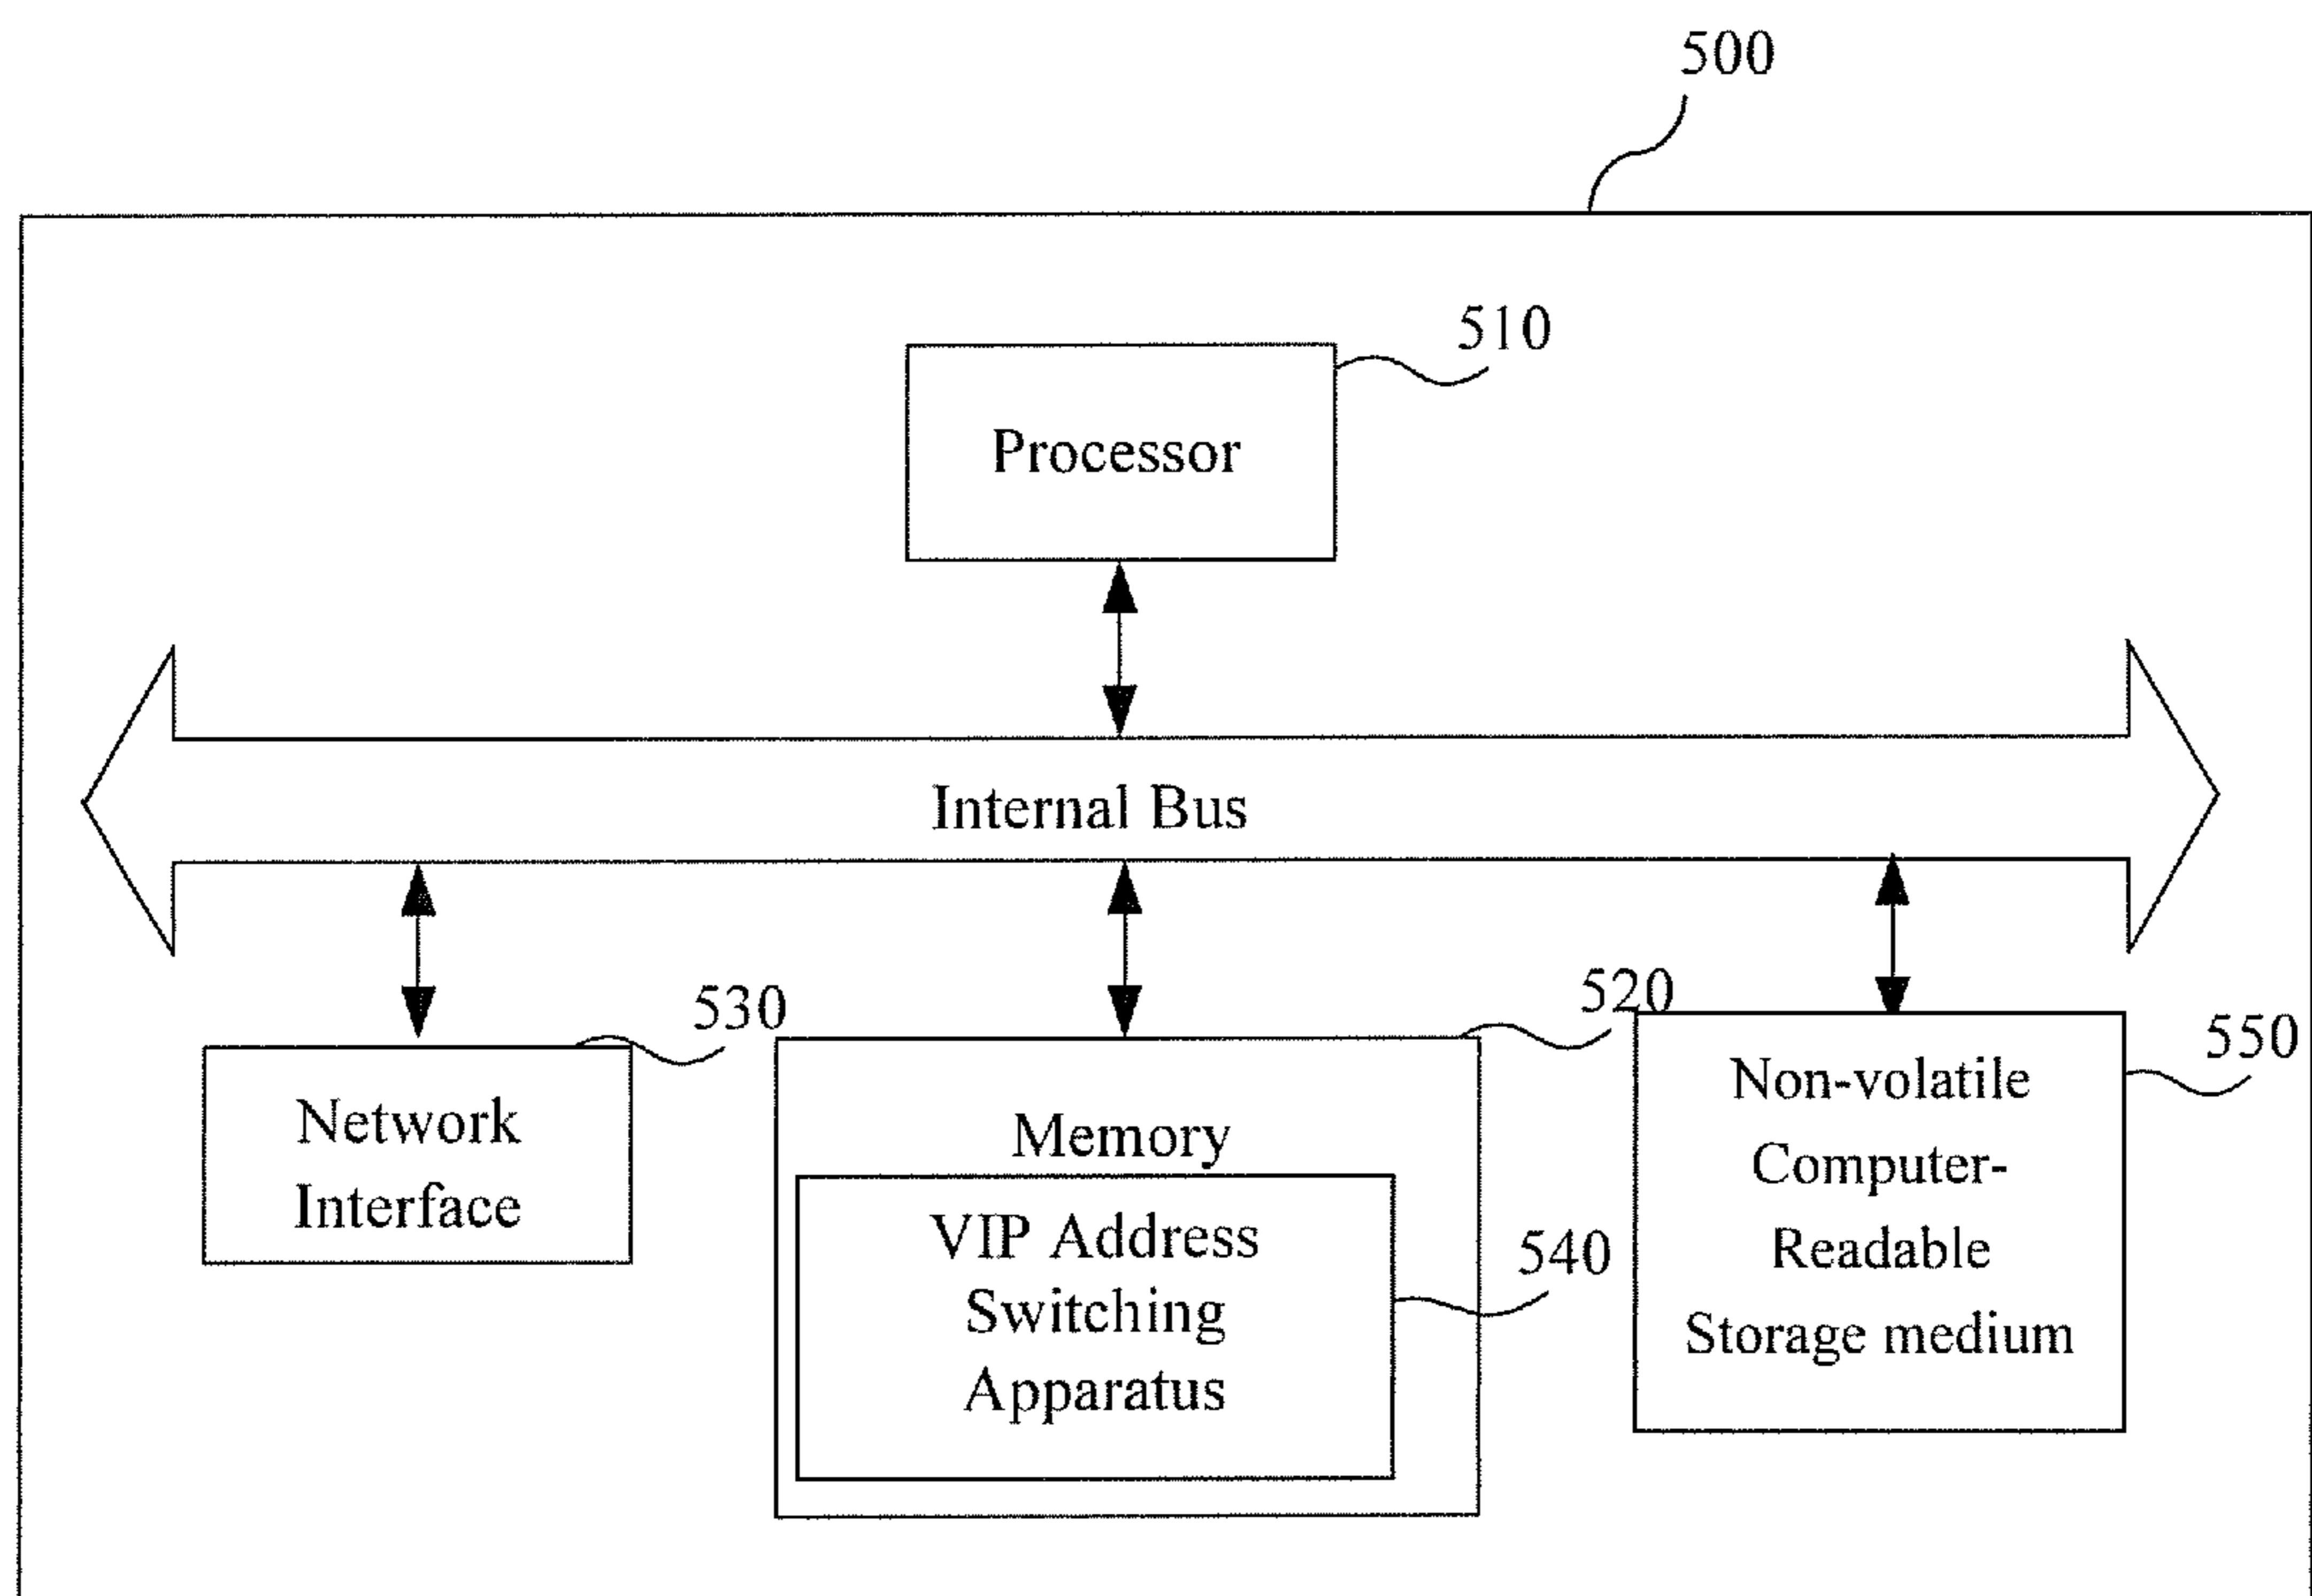 500
510
Processor
Internal Bus
530
520
550
Network
Interface
Memory
VIP Address
Switching
Apparatus
540
Non-volatile
Computer-
Readable
Storage medium